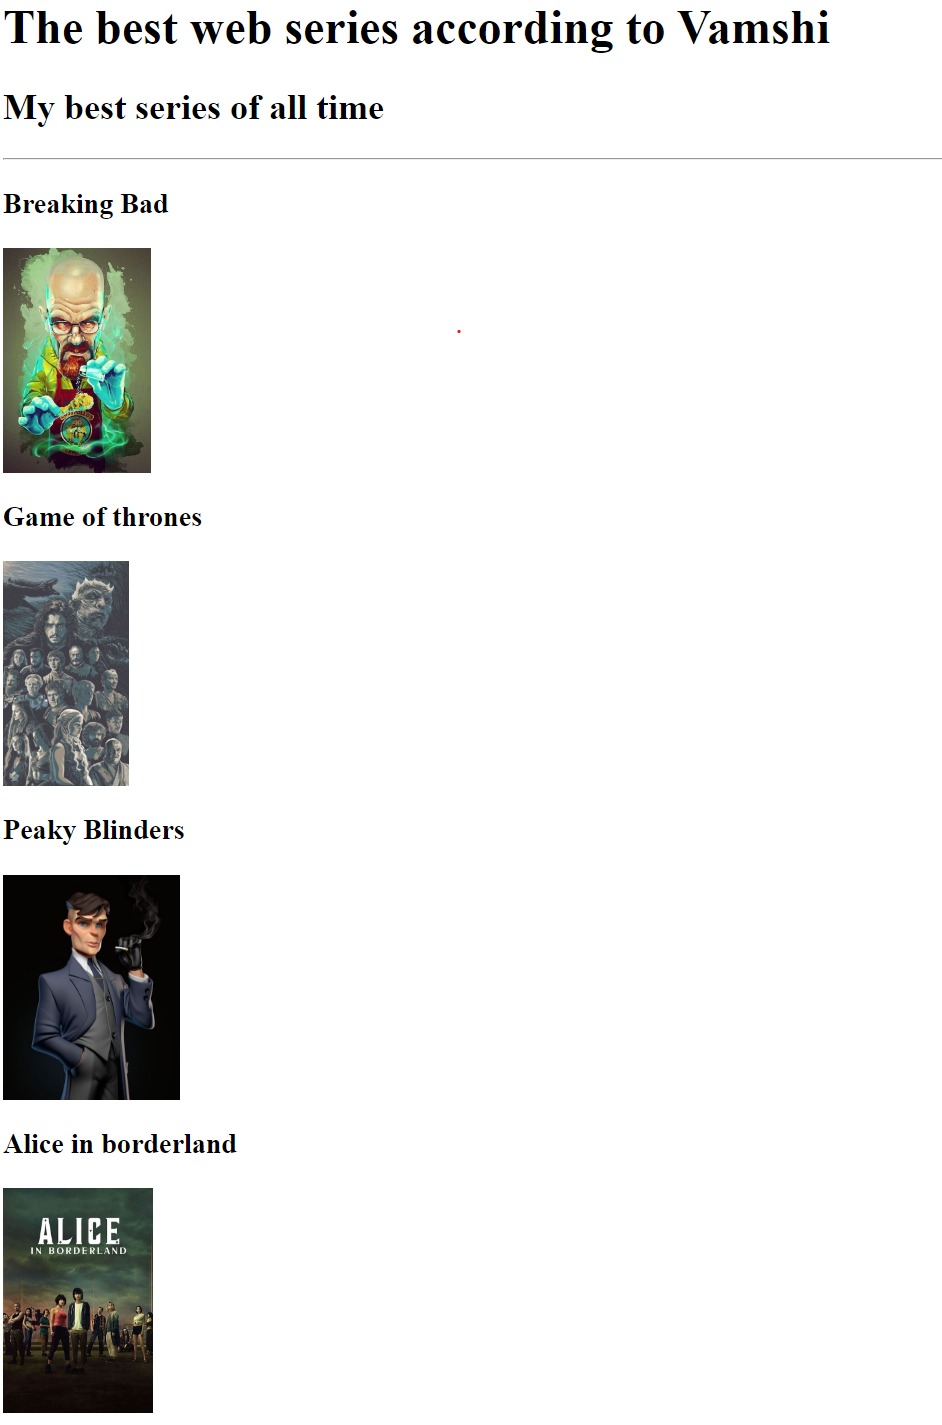 The best web series according to Vamshi
My best series of all time
Breaking Bad
Game of thrones
Peaky Blinders
Alice in borderland
ALICE
IN BORDERLAND